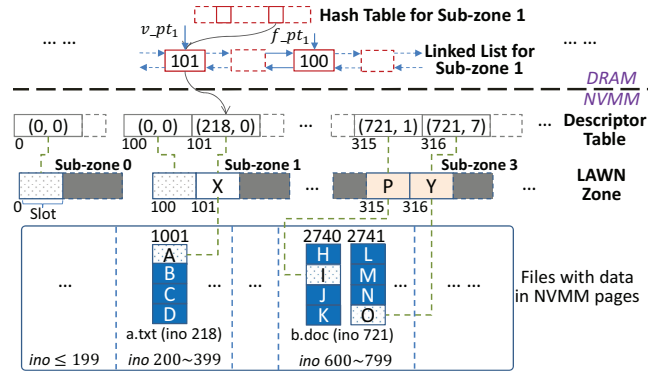 Hash Table for Sub-zone 1
... ...
v_pt₁
f_pt₁
... ...
101
100
Linked List for
Sub-zone 1
DRAM
NVMM
(0, 0)
(0, 0)
(218, 0)
...
(721, 1)
(721, 7)
...
Descriptor
Table
0
100
101
315
316
Sub-zone 0
Sub-zone 1
Sub-zone 3
X
...
P
Y
...
LAWN
Zone
0
Slot
100
101
315
316
1001
2740
2741
A
B
C
D
H
I
J
K
L
M
N
O
...
...
...
...
...
...
Files with data
in NVMM pages
a.txt (ino 218)
b.doc (ino 721)
ino ≤ 199
ino 200~399
ino 600~799